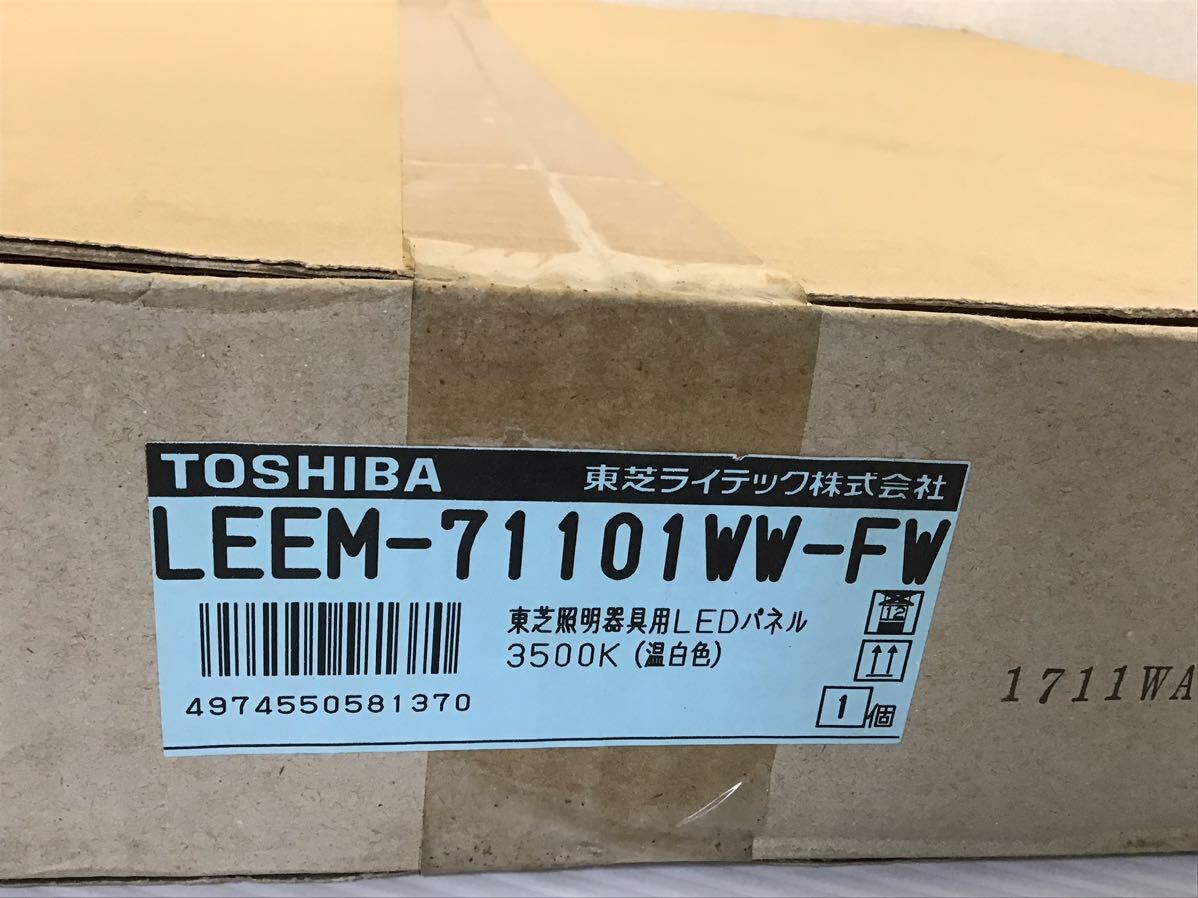 TOSHIBA 東芝ライテック株式会社
LEEM-71101WW-FW
東芝照明器具用LEDパネル
3500K (温白色)
4974550581370
12
1個
1711WA